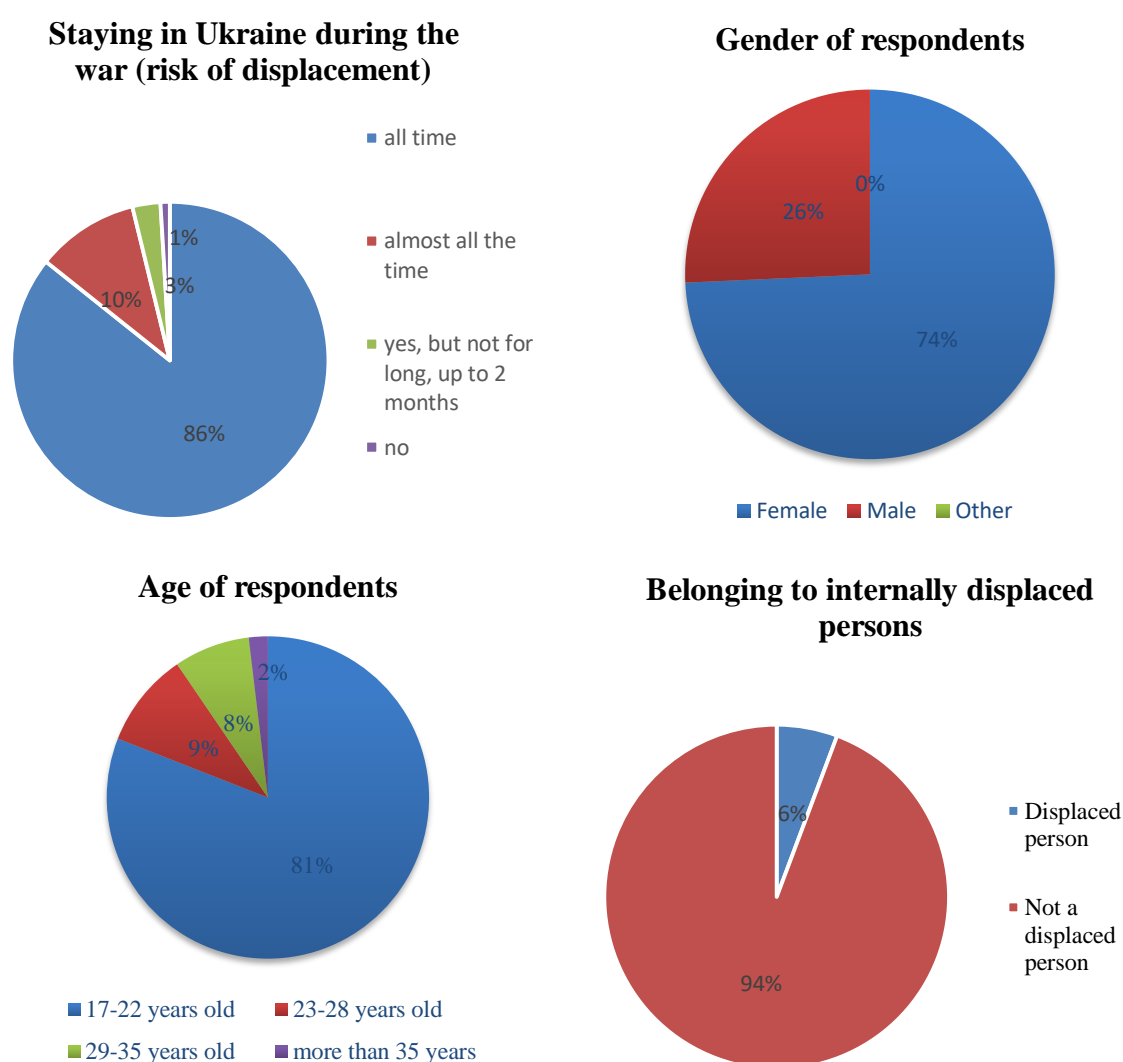 Staying in Ukraine during the
war (risk of displacement)
all time
almost all the
time
yes, but not for
long, up to 2
months
no
1%
3%
10%
86%
Gender of respondents
0%
26%
74%
Female Male Other
Age of respondents
2%
8%
9%
81%
17-22 years old 23-28 years old
29-35 years old more than 35 years
Belonging to internally displaced
persons
6%
94%
Displaced
person
Not a
displaced
person